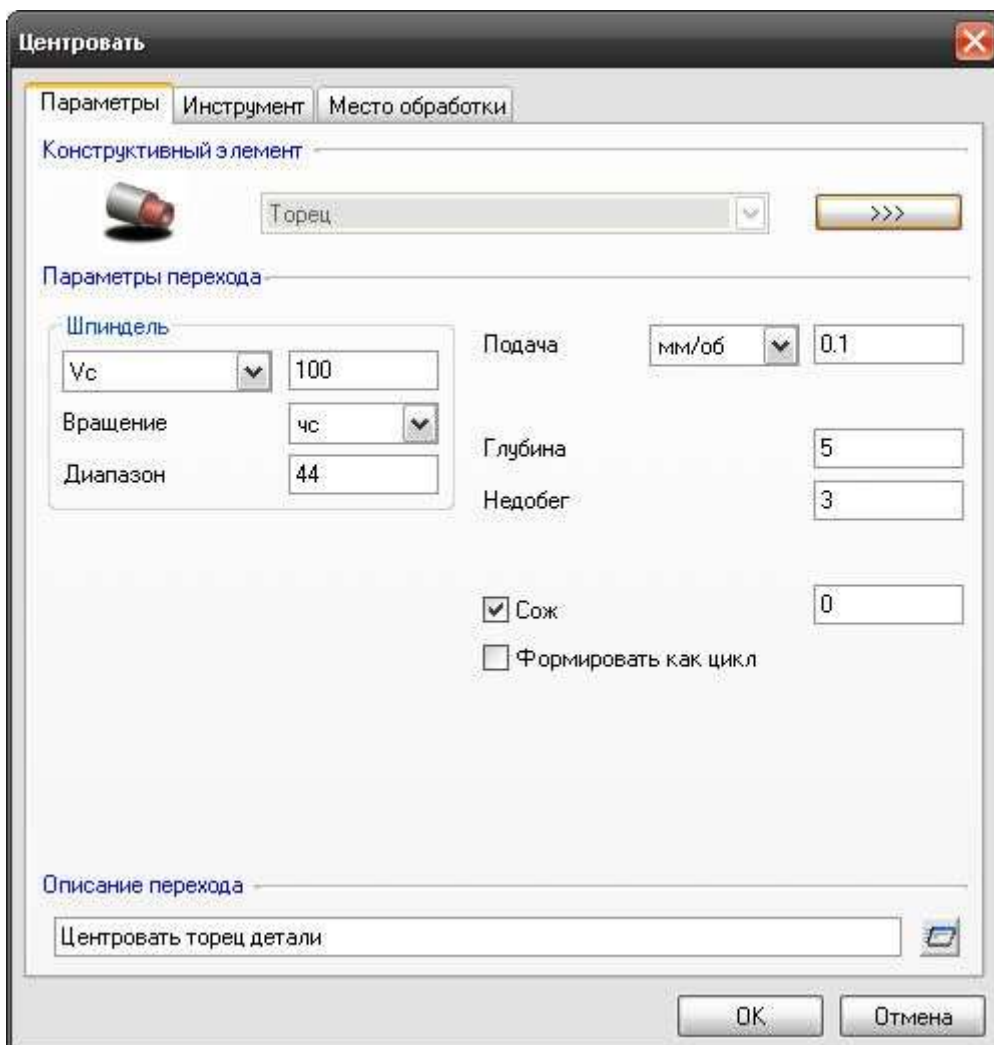 Центровать
Параметры Инструмент Место обработки
Конструктивный элемент
Торец >>>
Параметры перехода
Шпиндель
Vc 100
Вращение чс
Диапазон 44
Подача мм/об 0.1
Глубина 5
Недобег 3
Сож 0
Формировать как цикл
Описание перехода
Центровать торец детали
OK Отмена